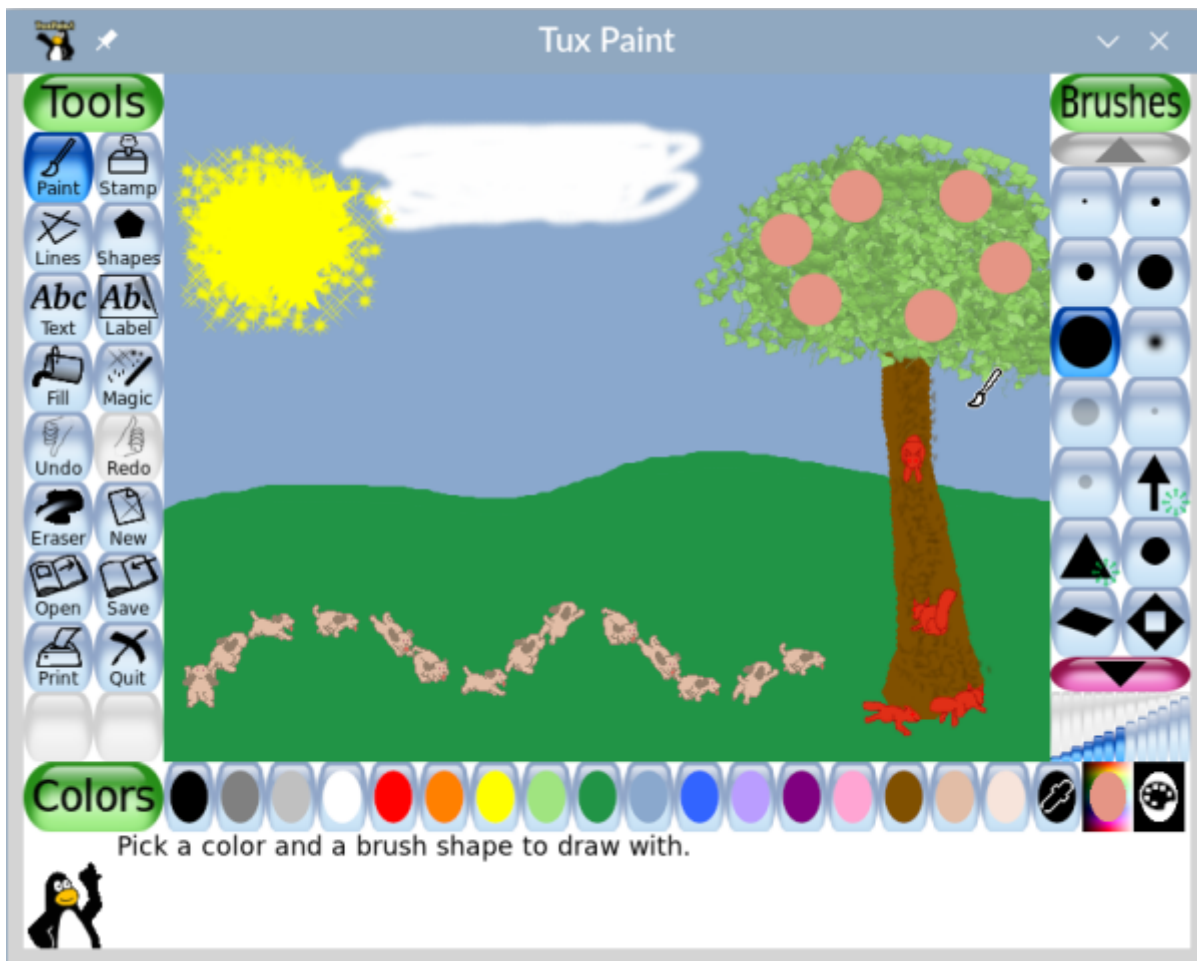 Tux Paint
Tools
Brushes
Paint
Stamp
Lines
Shapes
Abc
Text
Label
Fill
Magic
Undo
Redo
Eraser
New
Open
Save
Print
Quit
Colors
Pick a color and a brush shape to draw with.